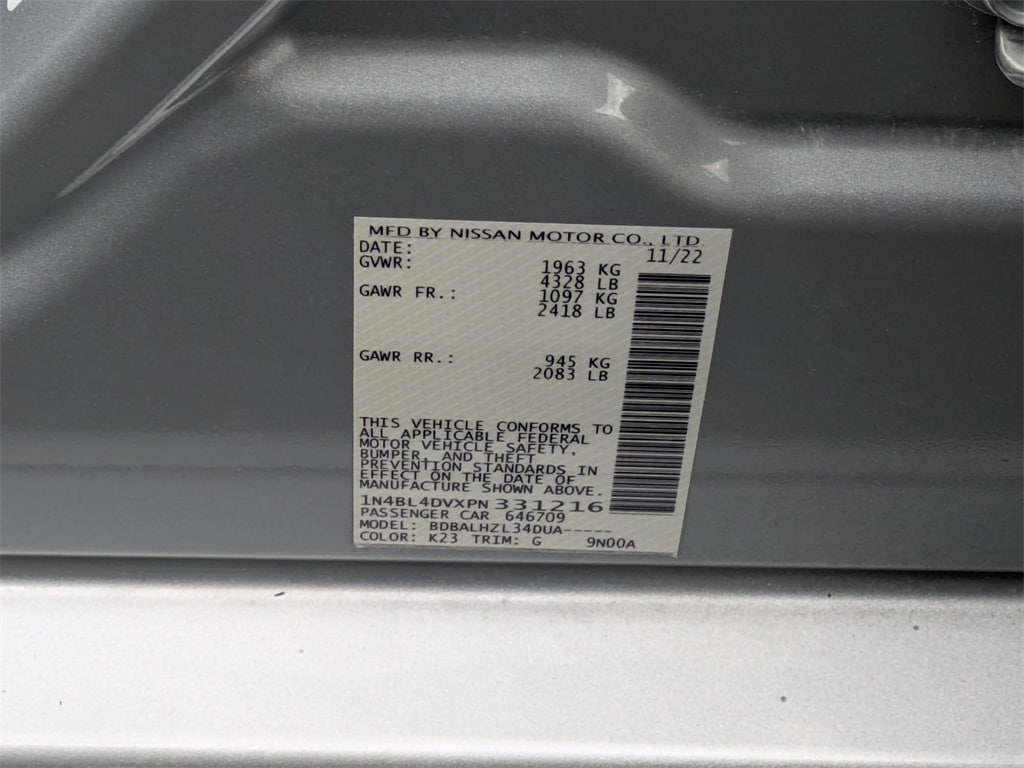 MFD BY NISSAN MOTOR CO., LTD.
DATE: 11/22
GVWR: 1963 KG
4328 LB
GAWR FR.: 1097 KG
2418 LB
GAWR RR.: 945 KG
2083 LB
THIS VEHICLE CONFORMS TO
ALL APPLICABLE FEDERAL
MOTOR VEHICLE SAFETY,
BUMPER, AND THEFT
PREVENTION STANDARDS IN
EFFECT ON THE DATE OF
MANUFACTURE SHOWN ABOVE.
1N4BL4DVXPN331216
PASSENGER CAR 646709
MODEL: BDBALHZL34DUA-----
COLOR: K23 TRIM: G 9N00A